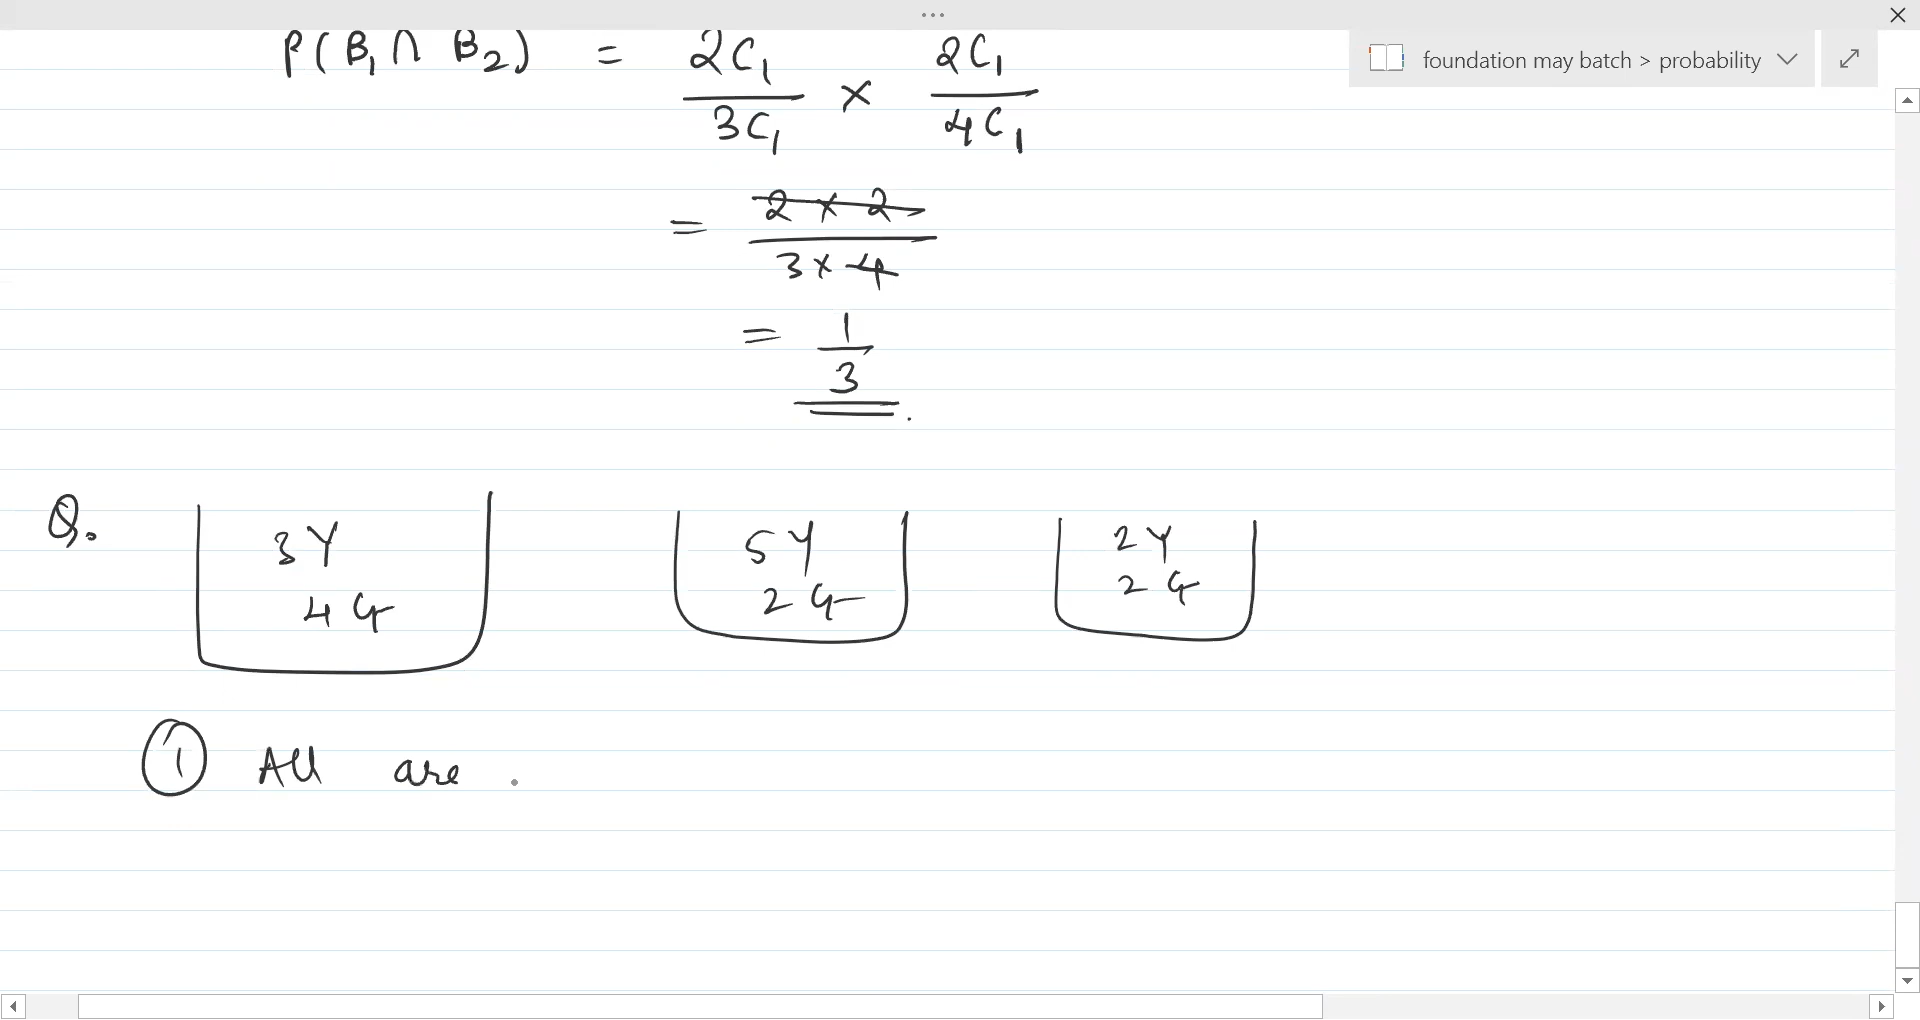 foundation may batch > probability
P(B₁ ∩ B₂) = 2C₁/3C₁ × 2C₁/4C₁
= 2 × 2/3 × 4
= 1/3.
Q. 3Y 5Y 2Y
4G 2G 2G
① All are